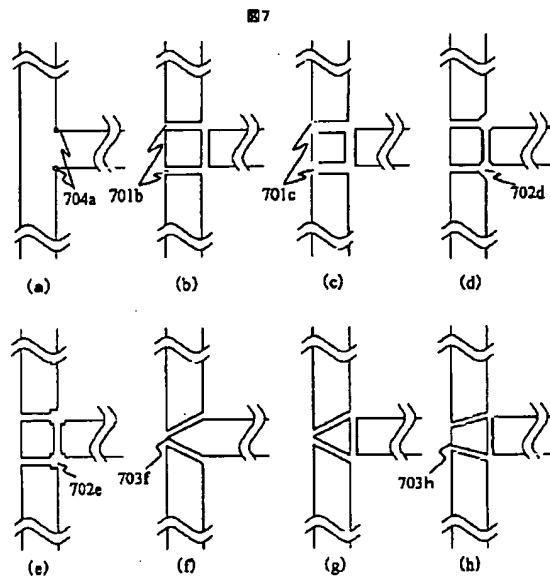 図7
704a 701b 701c 702d
(a) (b) (c) (d)
702e 703f 703h
(e) (f) (g) (h)